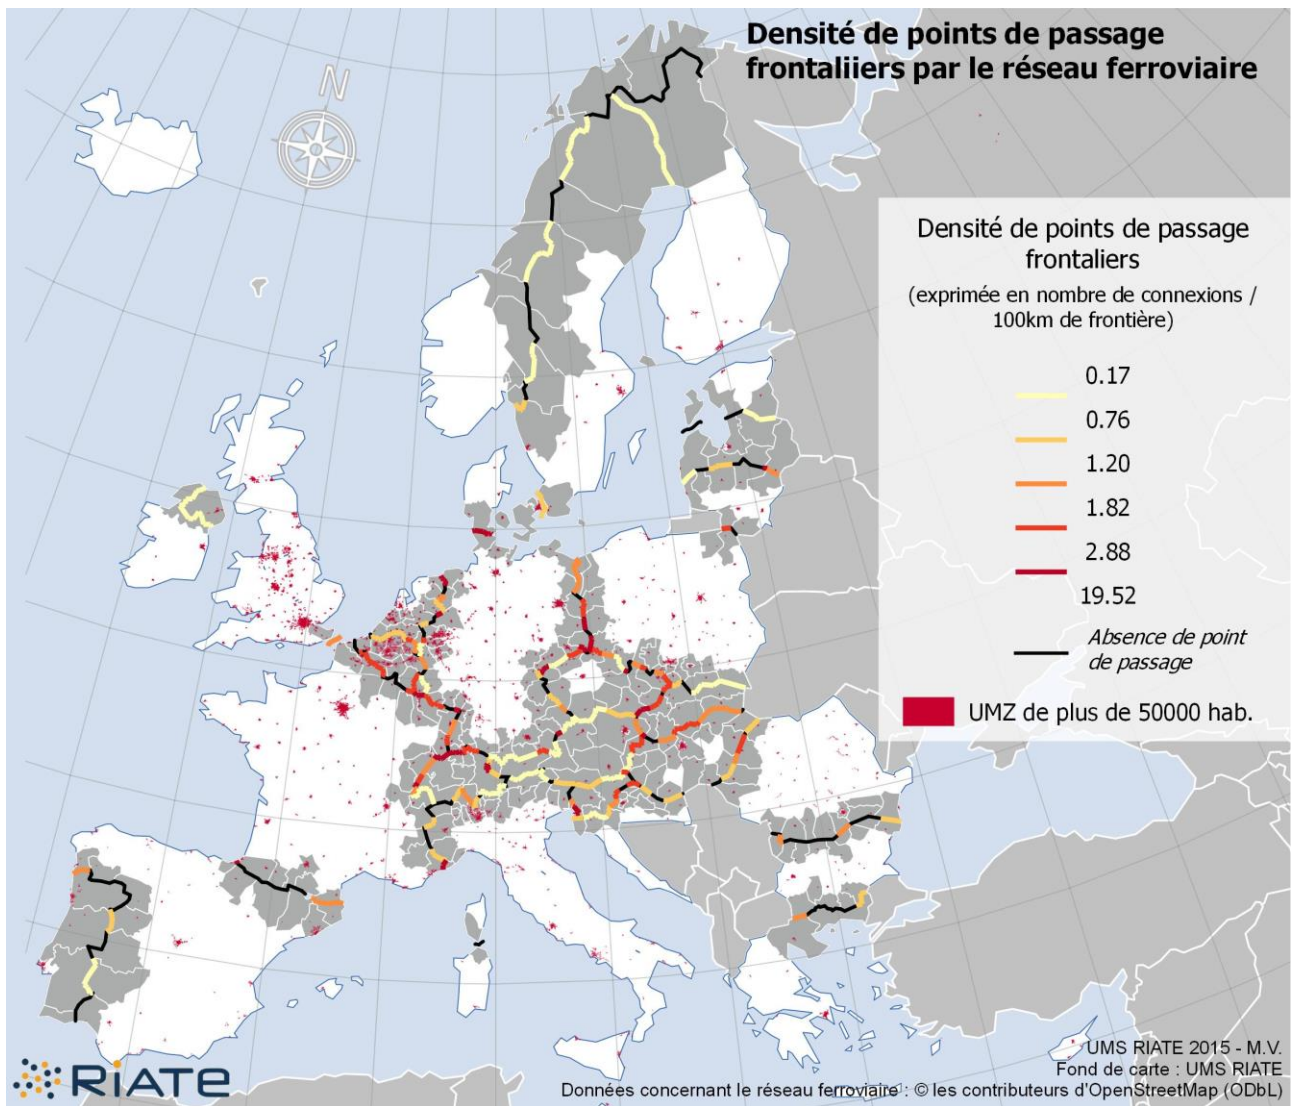 Densité de points de passage
frontaliiers par le réseau ferroviaire
N
Densité de points de passage
frontaliers
(exprimée en nombre de connexions /
100km de frontière)
0.17
0.76
1.20
1.82
2.88
19.52
Absence de point
de passage
UMZ de plus de 50000 hab.
RIATE
UMS RIATE 2015 - M.V.
Fond de carte : UMS RIATE
Données concernant le réseau ferroviaire : © les contributeurs d'OpenStreetMap (ODbL)